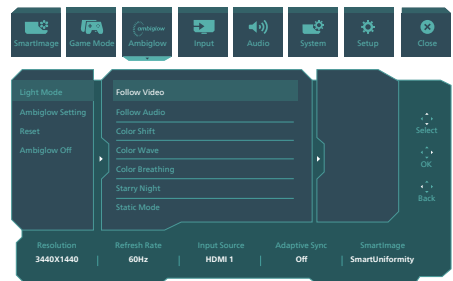 ambiglow
SmartImage Game Mode Ambiglow Input Audio System Setup Close
Light Mode Follow Video
Ambiglow Setting Follow Audio
Reset Color Shift
Ambiglow Off Color Wave
Color Breathing
Starry Night
Static Mode
Select
OK
Back
Resolution Refresh Rate Input Source Adaptive Sync SmartImage
3440X1440 | 60Hz | HDMI 1 | Off | SmartUniformity